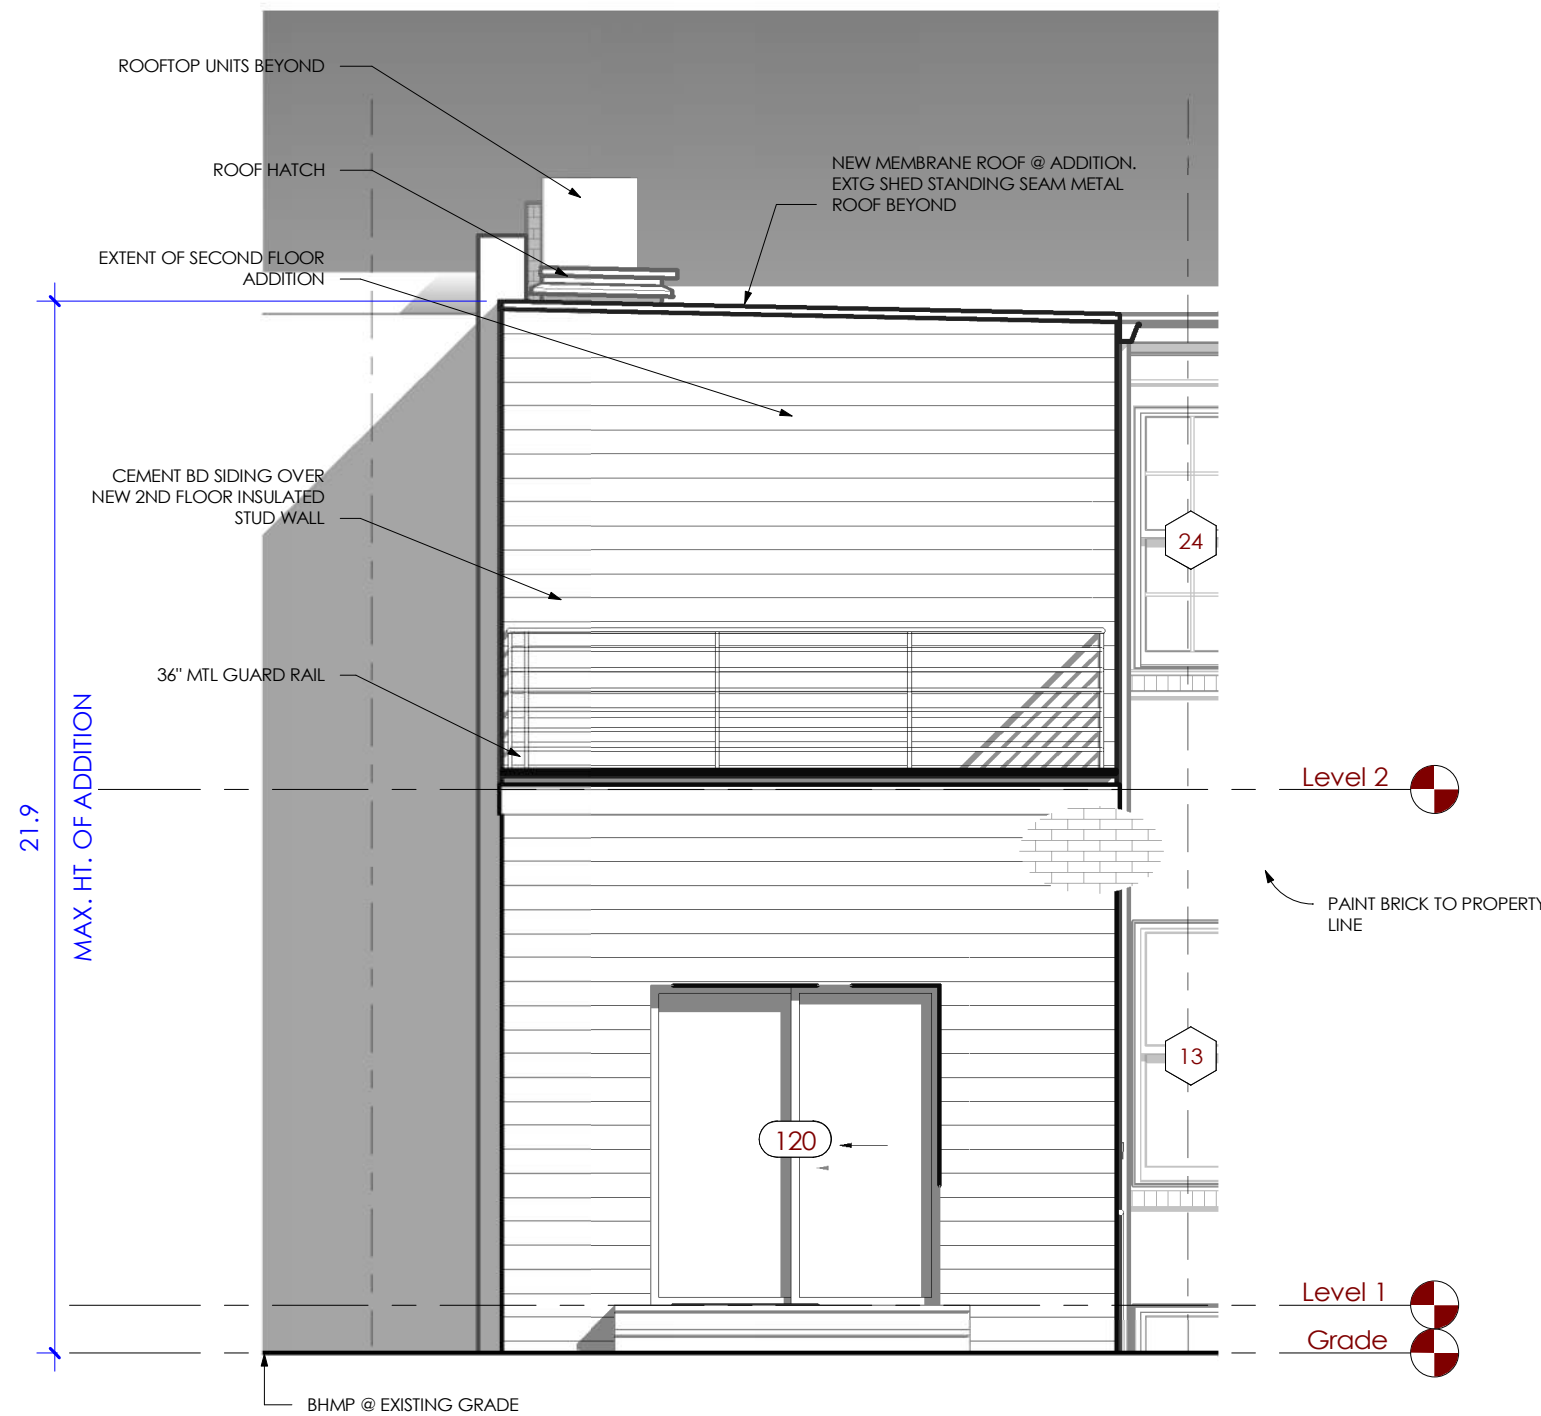 ROOFTOP UNITS BEYOND
ROOF HATCH
NEW MEMBRANE ROOF @ ADDITION.
EXTG SHED STANDING SEAM METAL
ROOF BEYOND
EXTENT OF SECOND FLOOR
ADDITION
CEMENT BD SIDING OVER
NEW 2ND FLOOR INSULATED
STUD WALL
24
36" MTL GUARD RAIL
21.9
MAX. HT. OF ADDITION
Level 2
PAINT BRICK TO PROPERTY
LINE
13
120
Level 1
Grade
BHMP @ EXISTING GRADE